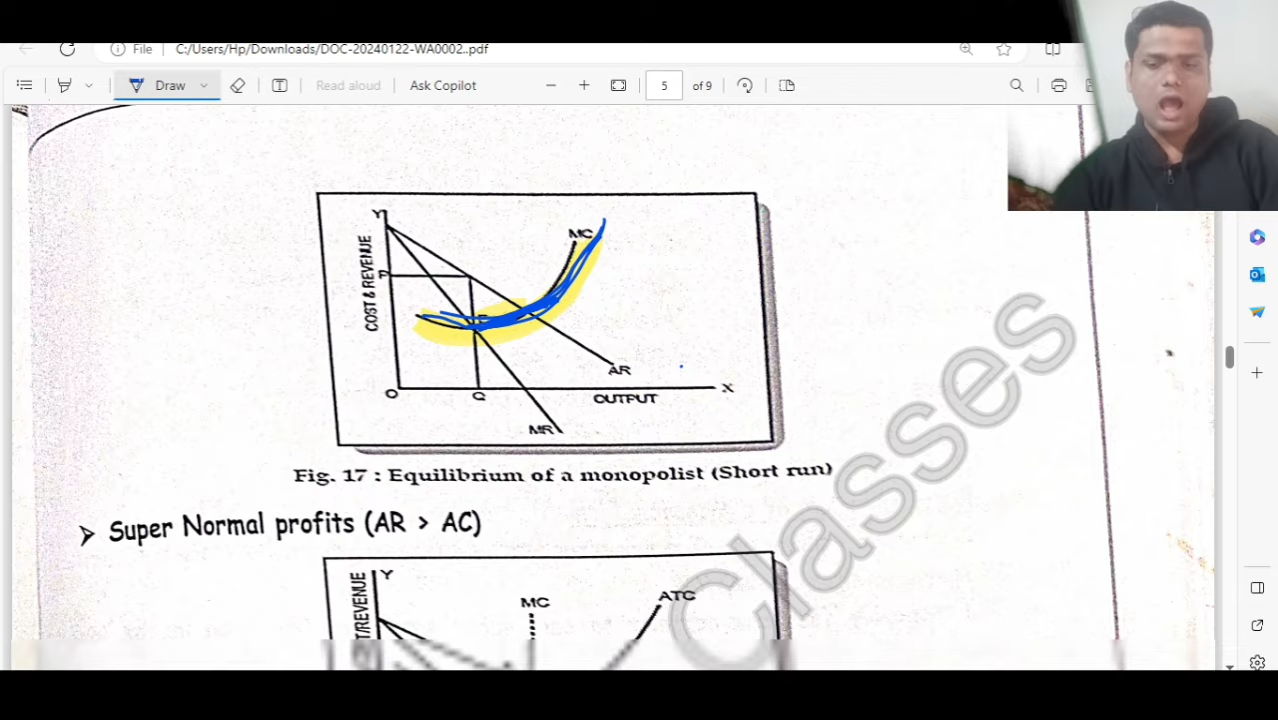 File C:/Users/Hp/Downloads/DOC-20240122-WA0002..pdf
Draw Read aloud Ask Copilot 5 of 9
Y
MC
P
COST & REVENUE
E
AR
O Q OUTPUT X
MR
Fig. 17 : Equilibrium of a monopolist (Short run)
Super Normal profits (AR > AC)
Y
MC
ATC
Classes